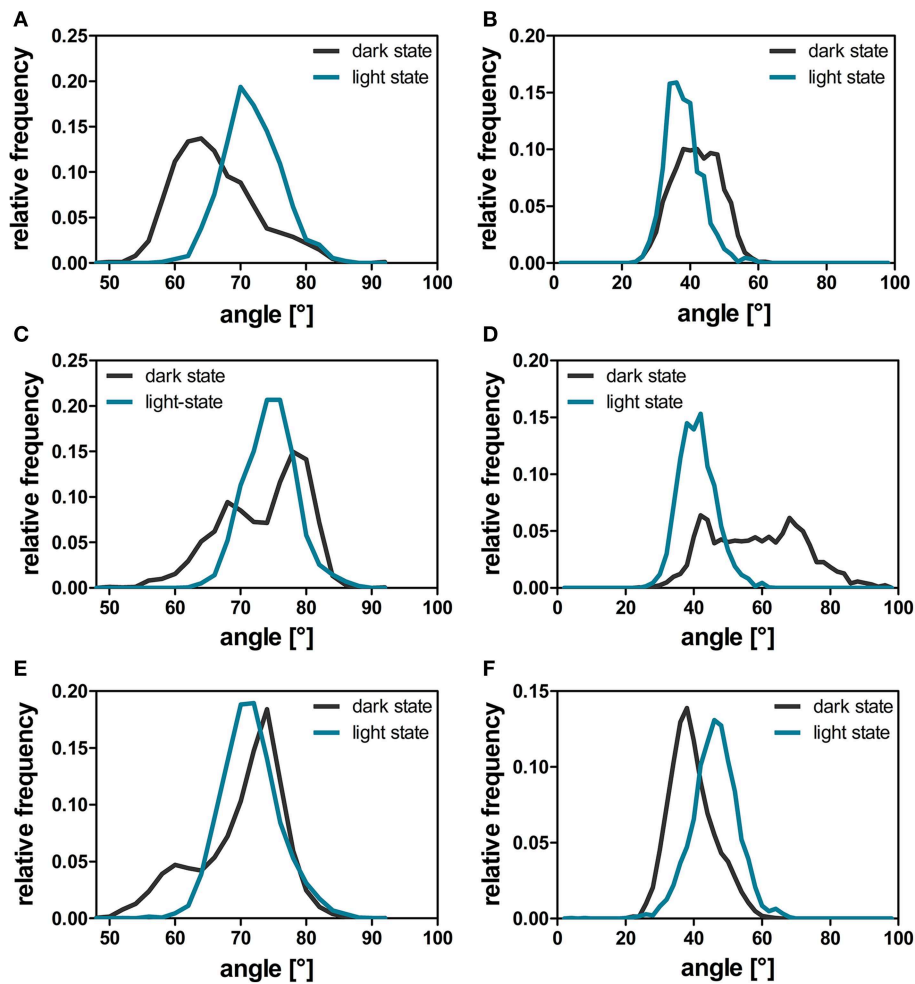 A
0.25
0.20
0.15
0.10
0.05
0.00
relative frequency
dark state
light state
50 60 70 80 90 100
angle [°]
B
0.20
0.15
0.10
0.05
0.00
relative frequency
dark state
light state
0 20 40 60 80 100
angle [°]
C
0.25
0.20
0.15
0.10
0.05
0.00
relative frequency
dark state
light-state
50 60 70 80 90 100
angle [°]
D
0.20
0.15
0.10
0.05
0.00
relative frequency
dark state
light state
0 20 40 60 80 100
angle [°]
E
0.20
0.15
0.10
0.05
0.00
relative frequency
dark state
light state
50 60 70 80 90 100
angle [°]
F
0.15
0.10
0.05
0.00
relative frequency
dark state
light state
0 20 40 60 80 100
angle [°]